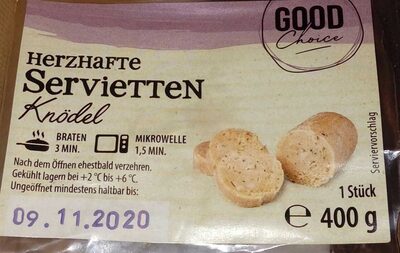 GOOD
Choice
HERZHAFTE
SERVIETTEN
Knödel
BRATEN
3 MIN.
MIKROWELLE
1,5 MIN.
Nach dem Öffnen ehestbald verzehren.
Gekühlt lagern bei +2 °C bis +6 °C.
Ungeöffnet mindestens haltbar bis:
09.11.2020
Serviervorschlag
1 Stück
℮ 400 g